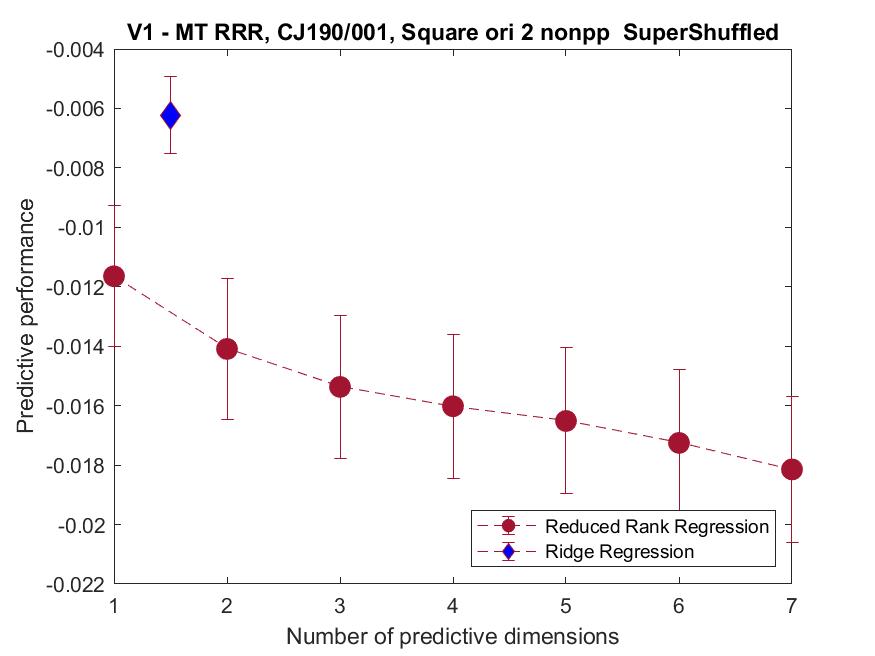 V1 - MT RRR, CJ190/001, Square ori 2 nonpp  SuperShuffled
-0.004
-0.006
-0.008
-0.01
-0.012
-0.014
-0.016
-0.018
-0.02
-0.022
Predictive performance
Reduced Rank Regression
Ridge Regression
1 2 3 4 5 6 7
Number of predictive dimensions